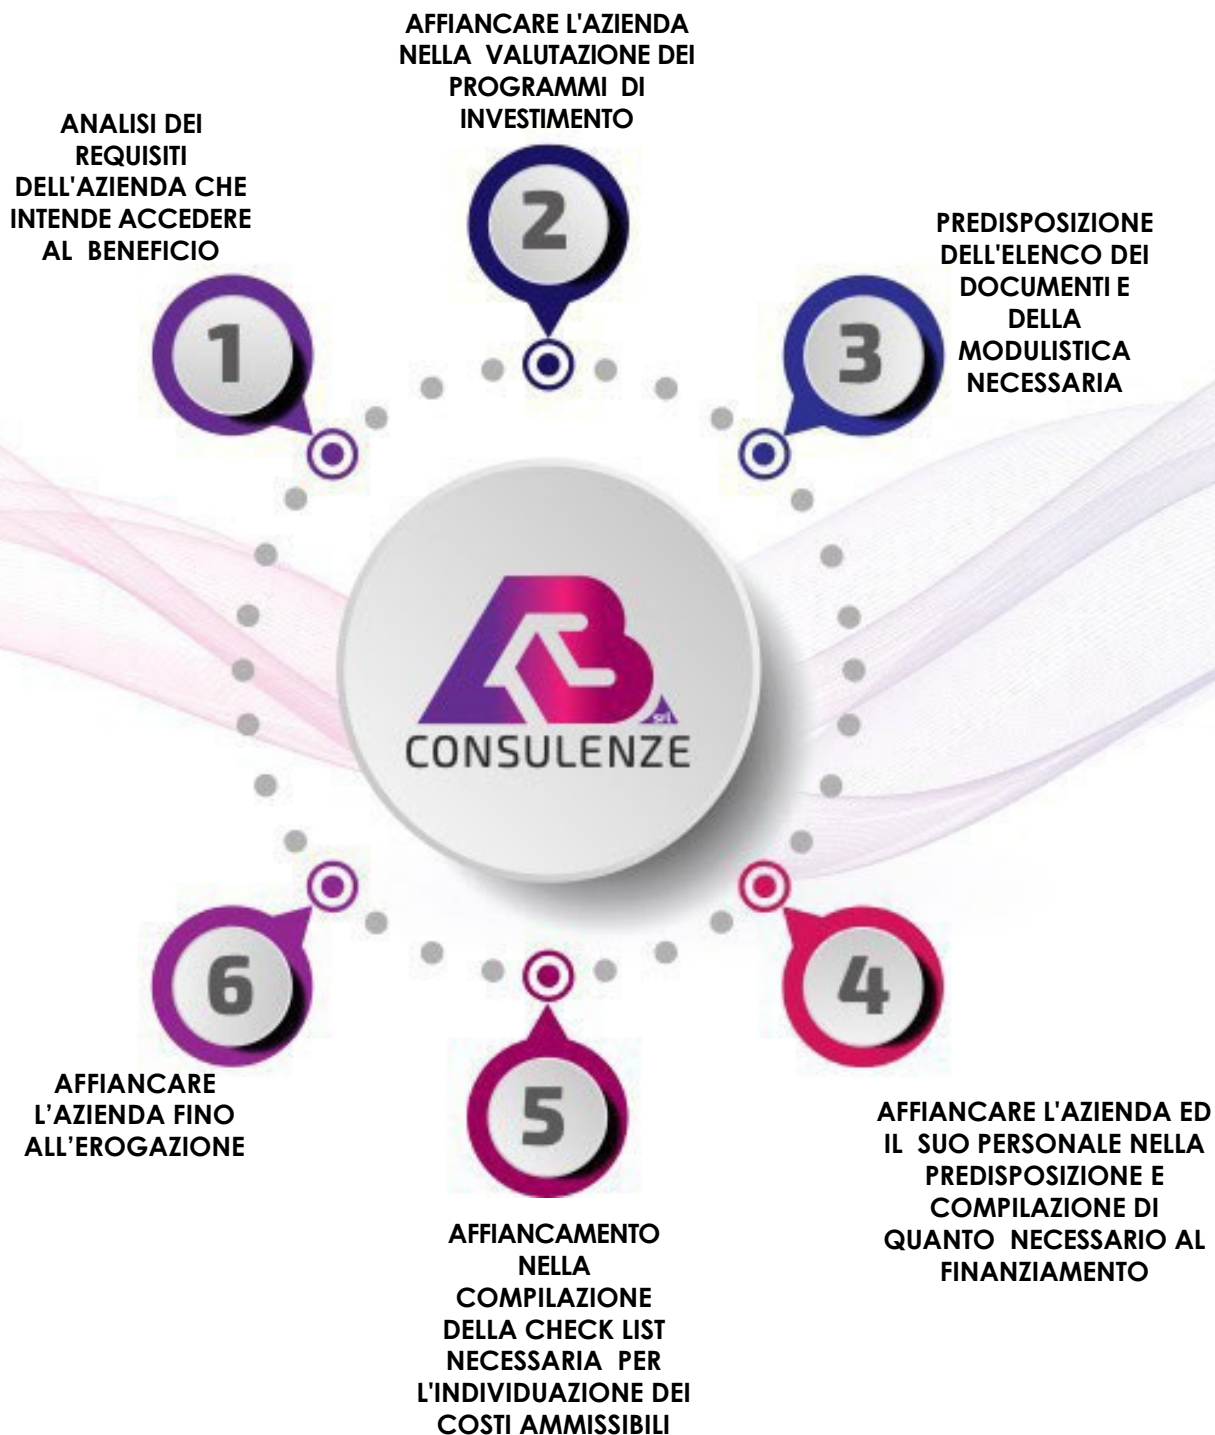 ANALISI DEI
REQUISITI
DELL'AZIENDA CHE
INTENDE ACCEDERE
AL BENEFICIO
1
AFFIANCARE L'AZIENDA
NELLA VALUTAZIONE DEI
PROGRAMMI DI
INVESTIMENTO
2
PREDISPOSIZIONE
DELL'ELENCO DEI
DOCUMENTI E
DELLA
MODULISTICA
NECESSARIA
3
AB
srl
CONSULENZE
4
AFFIANCARE L'AZIENDA ED
IL SUO PERSONALE NELLA
PREDISPOSIZIONE E
COMPILAZIONE DI
QUANTO NECESSARIO AL
FINANZIAMENTO
5
AFFIANCAMENTO
NELLA
COMPILAZIONE
DELLA CHECK LIST
NECESSARIA PER
L'INDIVIDUAZIONE DEI
COSTI AMMISSIBILI
6
AFFIANCARE
L’AZIENDA FINO
ALL’EROGAZIONE